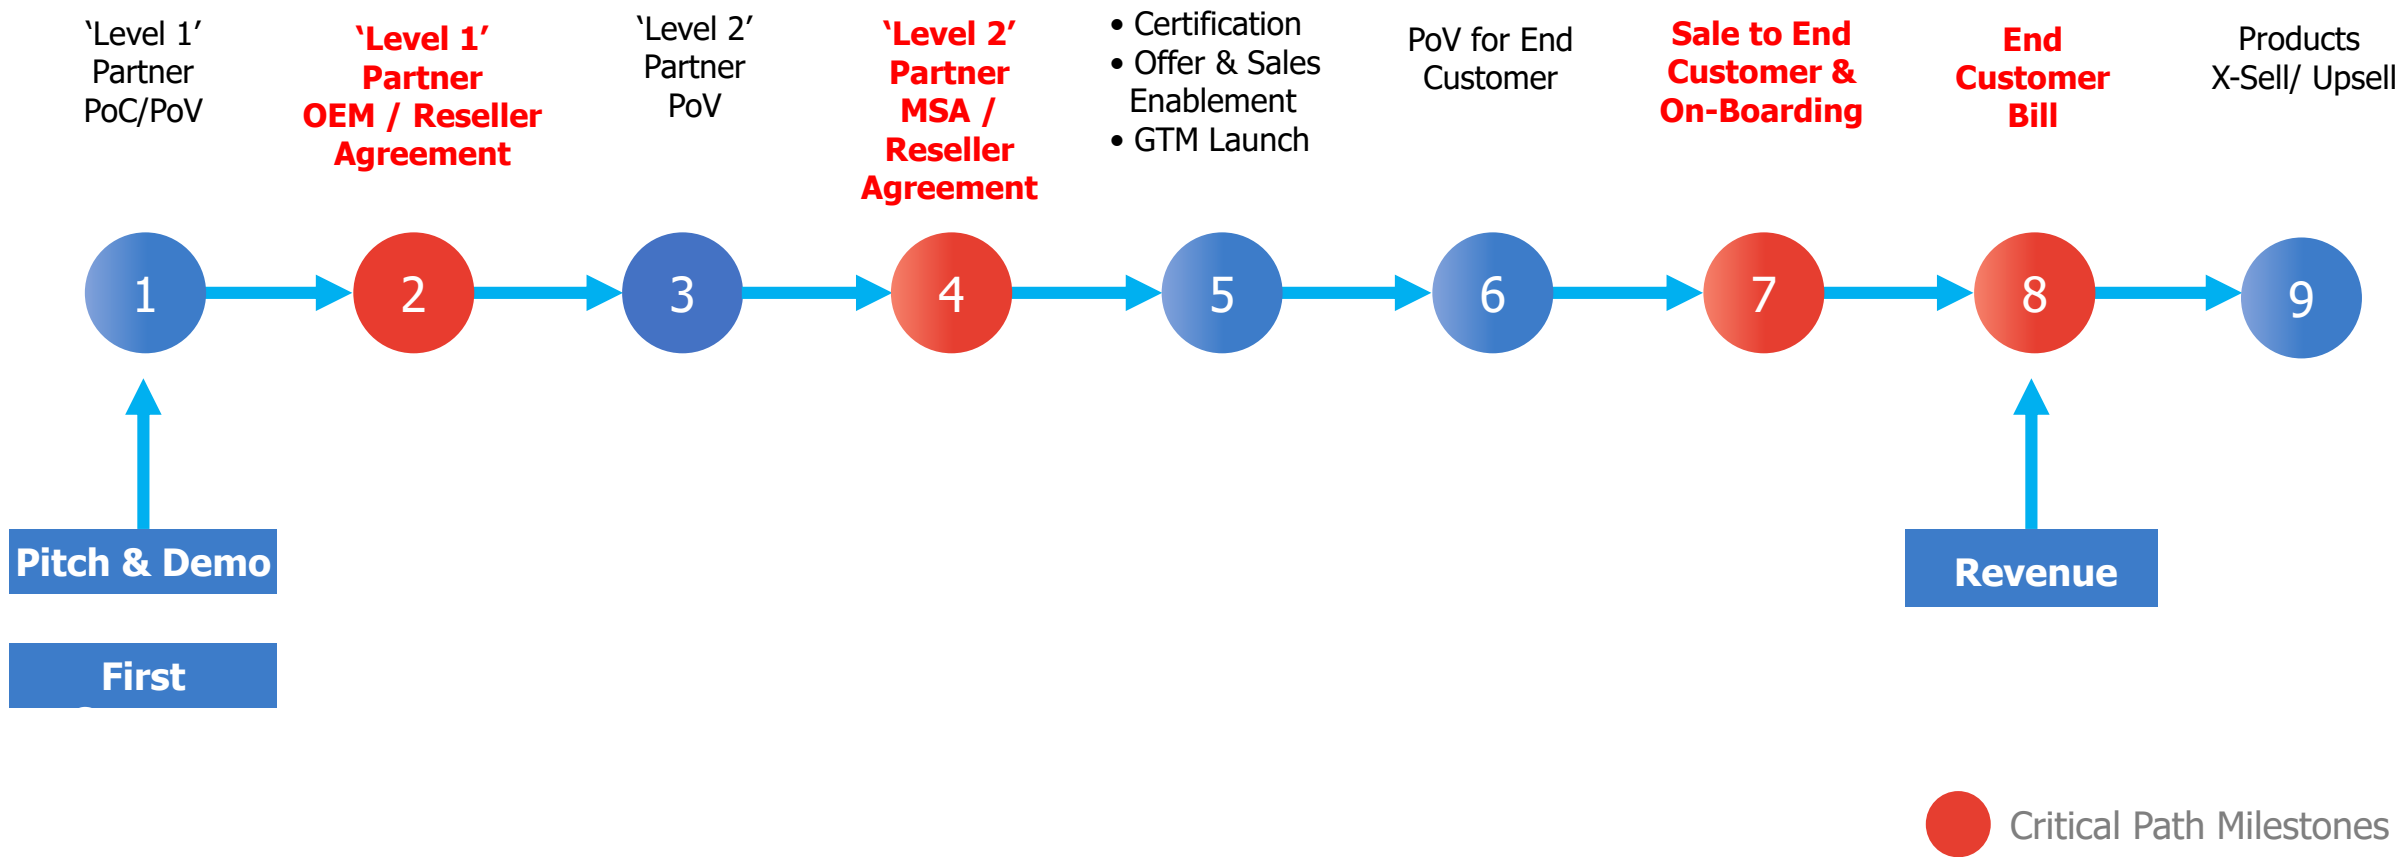 ‘Level 1’
Partner
PoC/PoV
‘Level 1’
Partner
OEM / Reseller
Agreement
‘Level 2’
Partner
PoV
‘Level 2’
Partner
MSA /
Reseller
Agreement
• Certification
• Offer & Sales
Enablement
• GTM Launch
PoV for End
Customer
Sale to End
Customer &
On-Boarding
End
Customer
Bill
Products
X-Sell/ Upsell
1
2
3
4
5
6
7
8
9
Pitch & Demo
Revenue
First
Critical Path Milestones